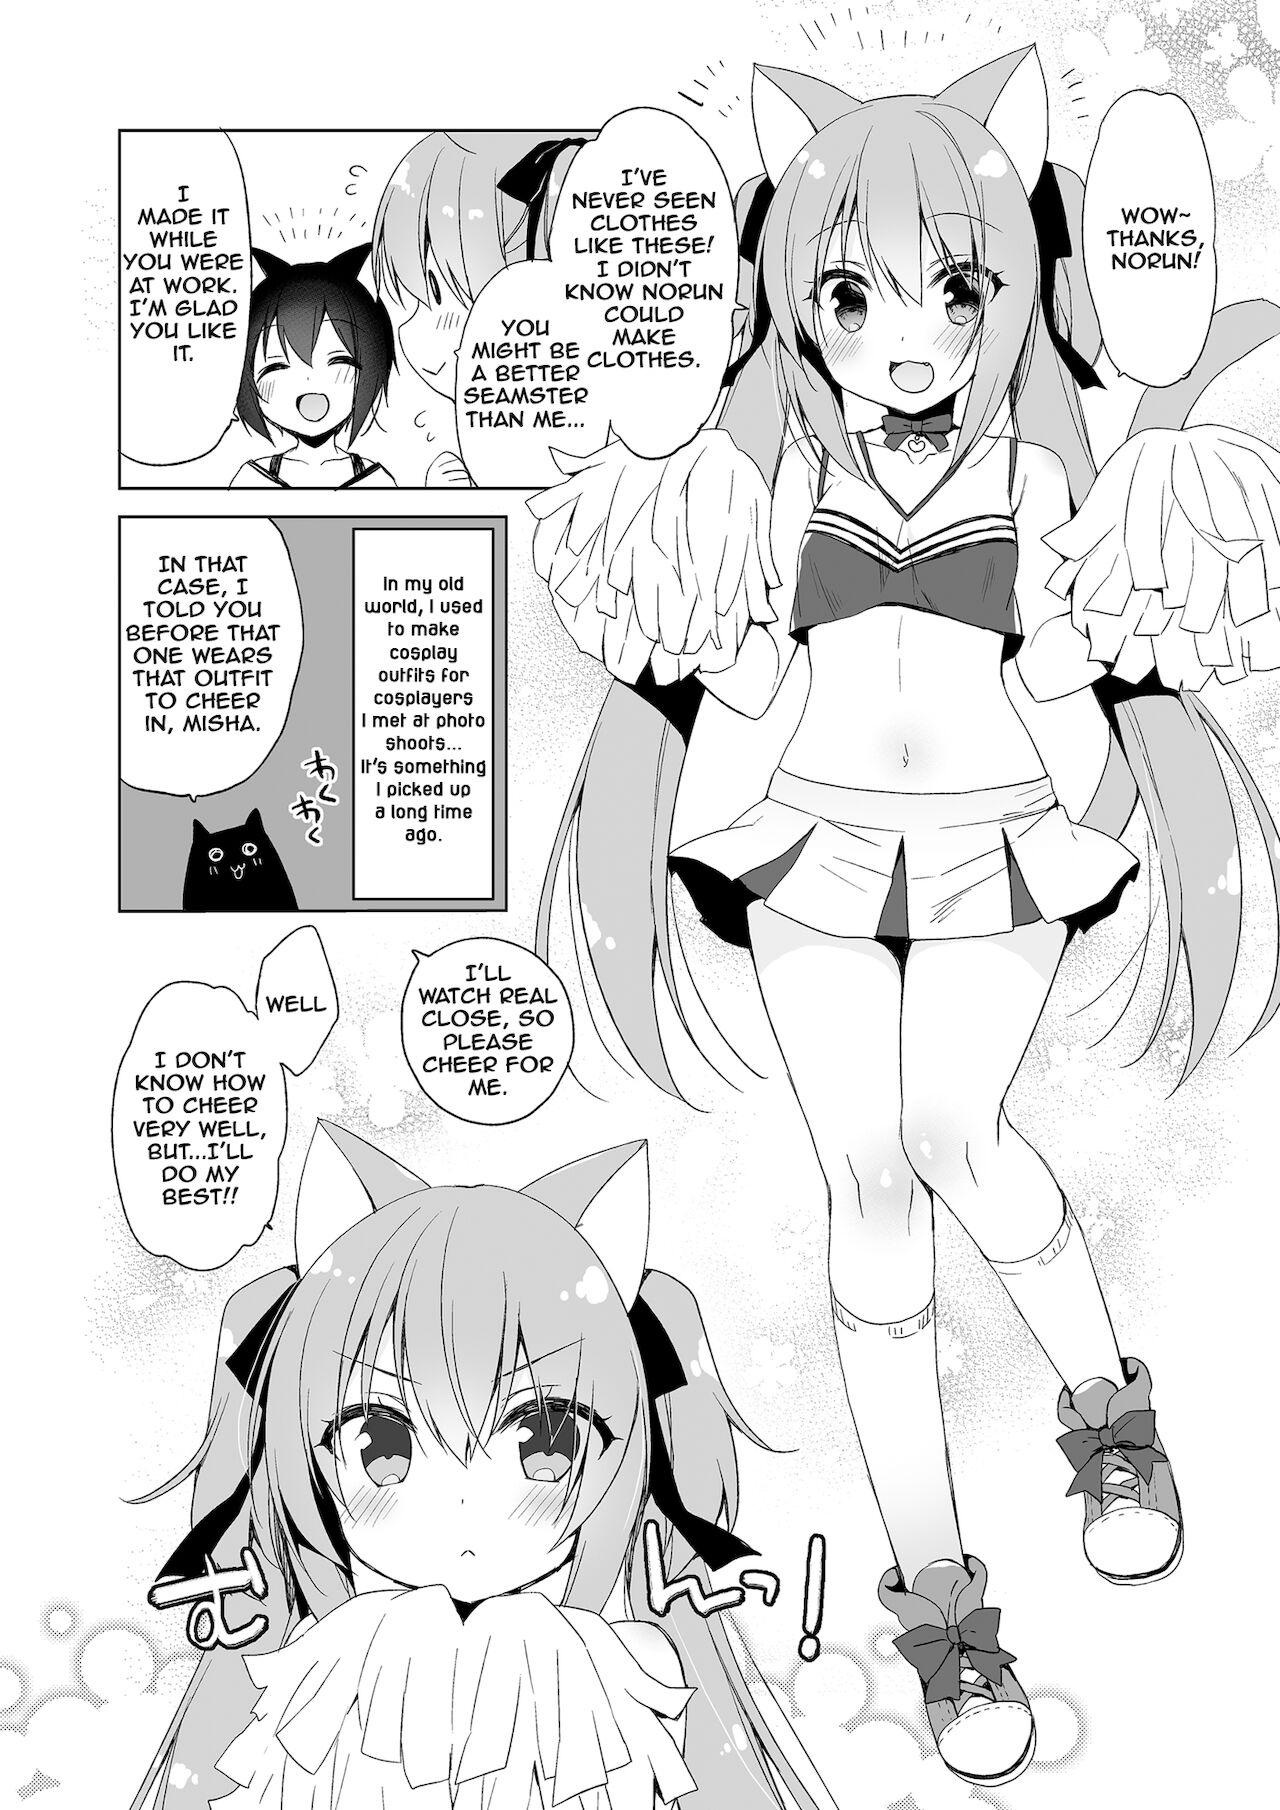 WOW~
THANKS,
NORUN!
I'VE
NEVER SEEN
CLOTHES
LIKE THESE!
I DIDN'T
KNOW NORUN
COULD
MAKE
CLOTHES.
YOU
MIGHT BE
A BETTER
SEAMSTER
THAN ME...
I
MADE IT
WHILE
YOU WERE
AT WORK.
I'M GLAD
YOU LIKE
IT.
In my old
world, I used
to make
cosplay
outfits for
cosplayers
I met at photo
shoots...
It's something
I picked up
a long time
ago.
IN THAT
CASE, I
TOLD YOU
BEFORE THAT
ONE WEARS
THAT OUTFIT
TO CHEER
IN, MISHA.
わく
わく
I'LL
WATCH REAL
CLOSE, SO
PLEASE
CHEER FOR
ME.
WELL
I DON'T
KNOW HOW
TO CHEER
VERY WELL,
BUT...I'LL
DO MY
BEST!!
むんっ!